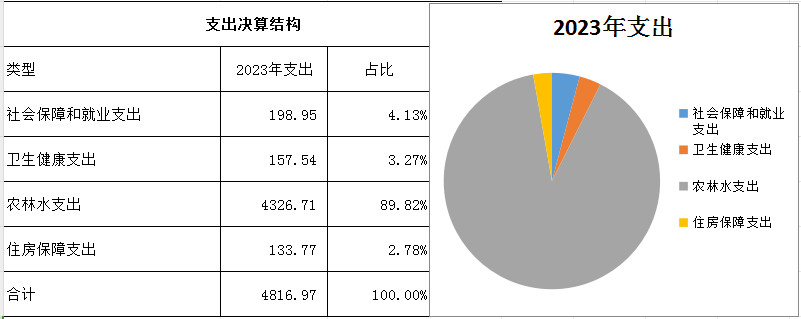 支出决算结构
类型 2023年支出 占比
社会保障和就业支出 198.95 4.13%
卫生健康支出 157.54 3.27%
农林水支出 4326.71 89.82%
住房保障支出 133.77 2.78%
合计 4816.97 100.00%
2023年支出
社会保障和就业
支出
卫生健康支出
农林水支出
住房保障支出